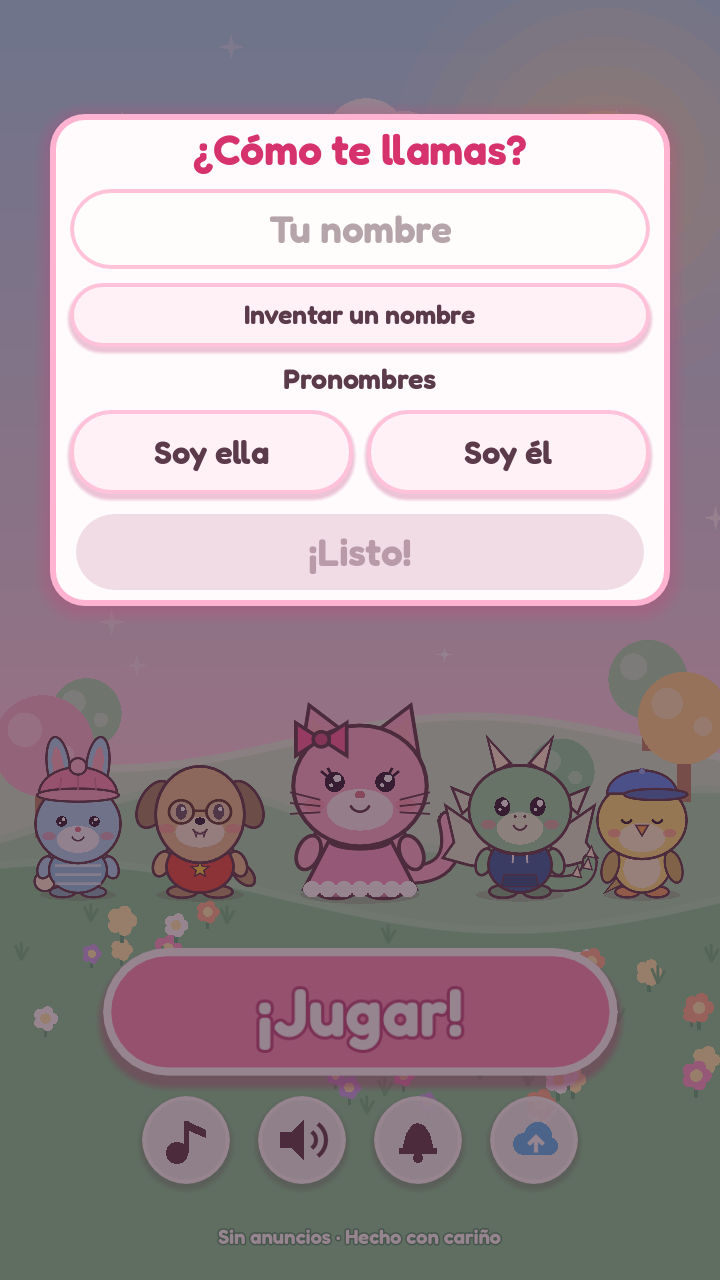 ¿Cómo te llamas?
Tu nombre
Inventar un nombre
Pronombres
Soy ella
Soy él
¡Listo!
¡Jugar!
Sin anuncios · Hecho con cariño